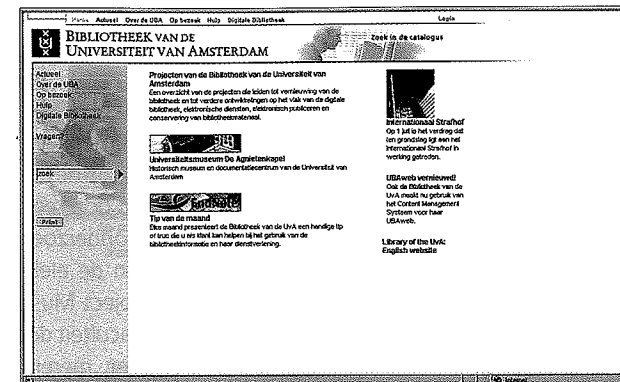 Home Actueel Over de UBA Op bezoek Hulp Digitale Bibliotheek Login
BIBLIOTHEEK VAN DE
UNIVERSITEIT VAN AMSTERDAM
Zoek in de catalogus
Actueel
Over de UBA
Op bezoek
Hulp
Digitale Bibliotheek
Vragen?
zoek
Print
Projecten van de Bibliotheek van de Universiteit van
Amsterdam
Een overzicht van de projecten die leiden tot vernieuwing van de
bibliotheek en tot verdere ontwikkelingen op het vlak van de digitale
bibliotheek, elektronische diensten, elektronisch publiceren en
conservering van bibliotheekmateriaal.
Universiteitsmuseum De Agnietenkapel
Historisch museum en documentatiecentrum van de Universiteit van
Amsterdam
EndNote
Tip van de maand
Elke maand presenteert de Bibliotheek van de UvA een handige tip
of truc die u als klant kan helpen bij het gebruik van de
bibliotheekinformatie en haar dienstverlening.
Internationaal Strafhof
Op 1 juli is het verdrag dat
ten grondslag ligt aan het
Internationaal Strafhof in
werking getreden.
UBAweb vernieuwd!
Ook de Bibliotheek van de
UvA maakt nu gebruik van
het Content Management
Systeem voor haar
UBAweb.
Library of the UvA:
English website
Internet